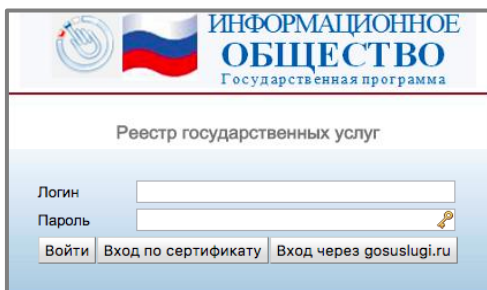 ИНФОРМАЦИОННОЕ
ОБЩЕСТВО
Государственная программа
Реестр государственных услуг
Логин
Пароль
Войти Вход по сертификату Вход через gosuslugi.ru